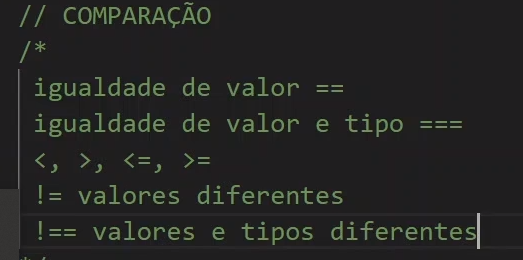 // COMPARAÇÃO
/*
igualdade de valor ==
igualdade de valor e tipo ===
<, >, <=, >=
!= valores diferentes
!== valores e tipos diferentes
*/